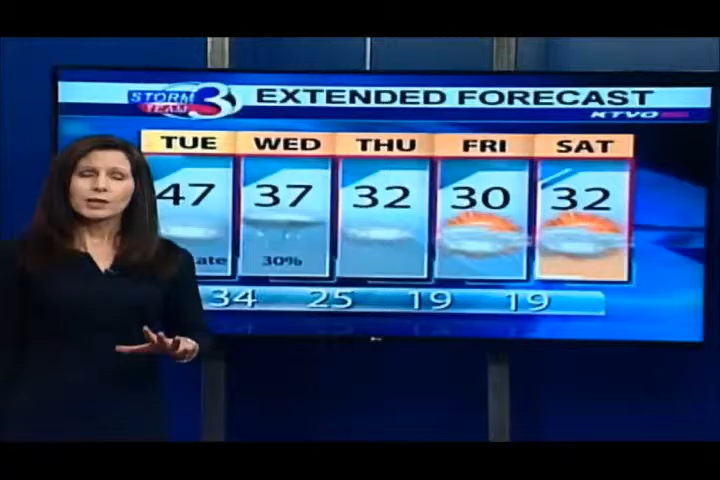 STORM TEAM 3
EXTENDED FORECAST
KTVO
TUE WED THU FRI SAT
47 37 32 30 32
ate 30%
34 25 19 19